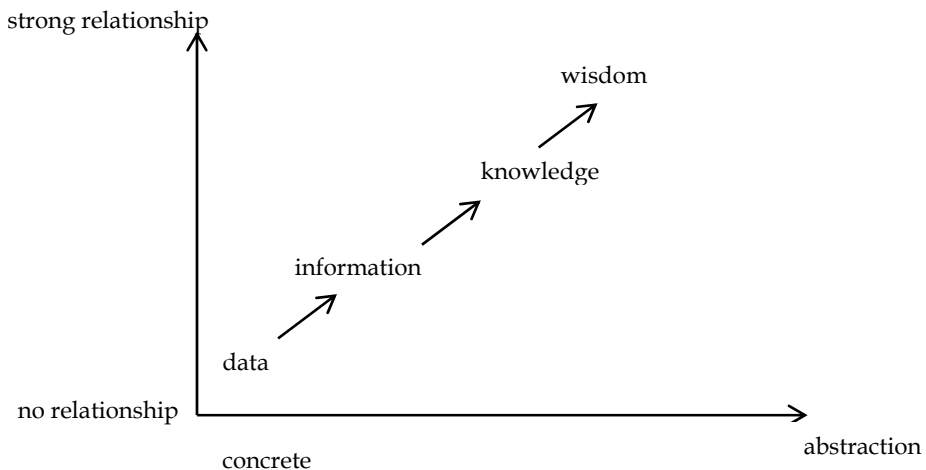 strong relationship
wisdom
knowledge
information
data
no relationship
abstraction
concrete